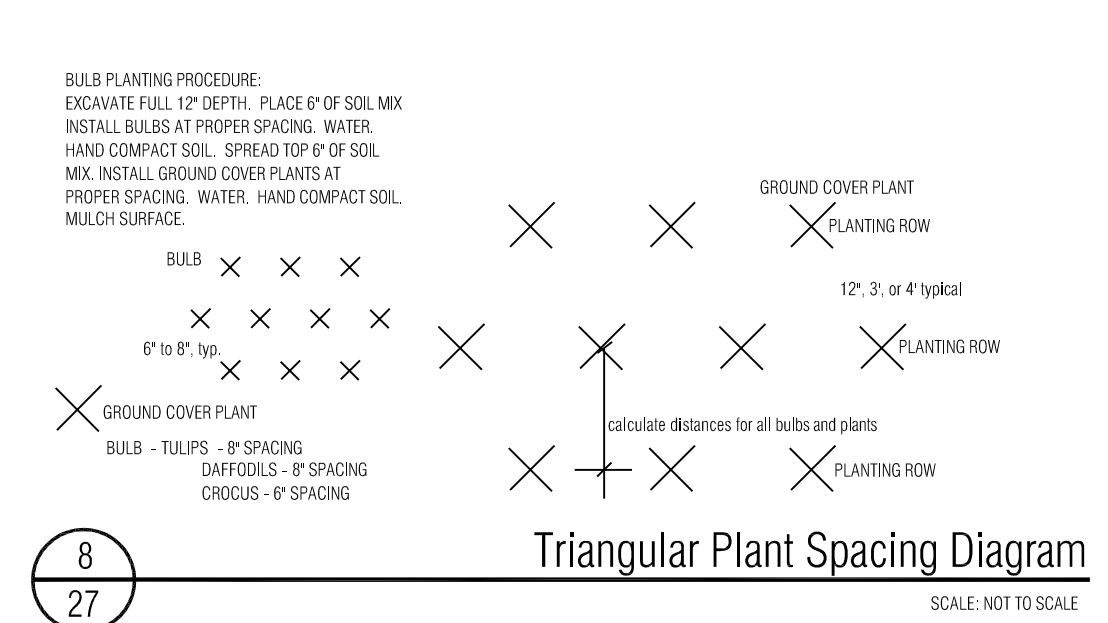 BULB PLANTING PROCEDURE:
EXCAVATE FULL 12" DEPTH. PLACE 6" OF SOIL MIX
INSTALL BULBS AT PROPER SPACING. WATER.
HAND COMPACT SOIL. SPREAD TOP 6" OF SOIL
MIX. INSTALL GROUND COVER PLANTS AT
PROPER SPACING. WATER. HAND COMPACT SOIL.
MULCH SURFACE.
GROUND COVER PLANT
PLANTING ROW
BULB
12", 3', or 4' typical
6" to 8", typ.
PLANTING ROW
GROUND COVER PLANT
calculate distances for all bulbs and plants
BULB - TULIPS - 8" SPACING
DAFFODILS - 8" SPACING
CROCUS - 6" SPACING
PLANTING ROW
8
27
Triangular Plant Spacing Diagram
SCALE: NOT TO SCALE